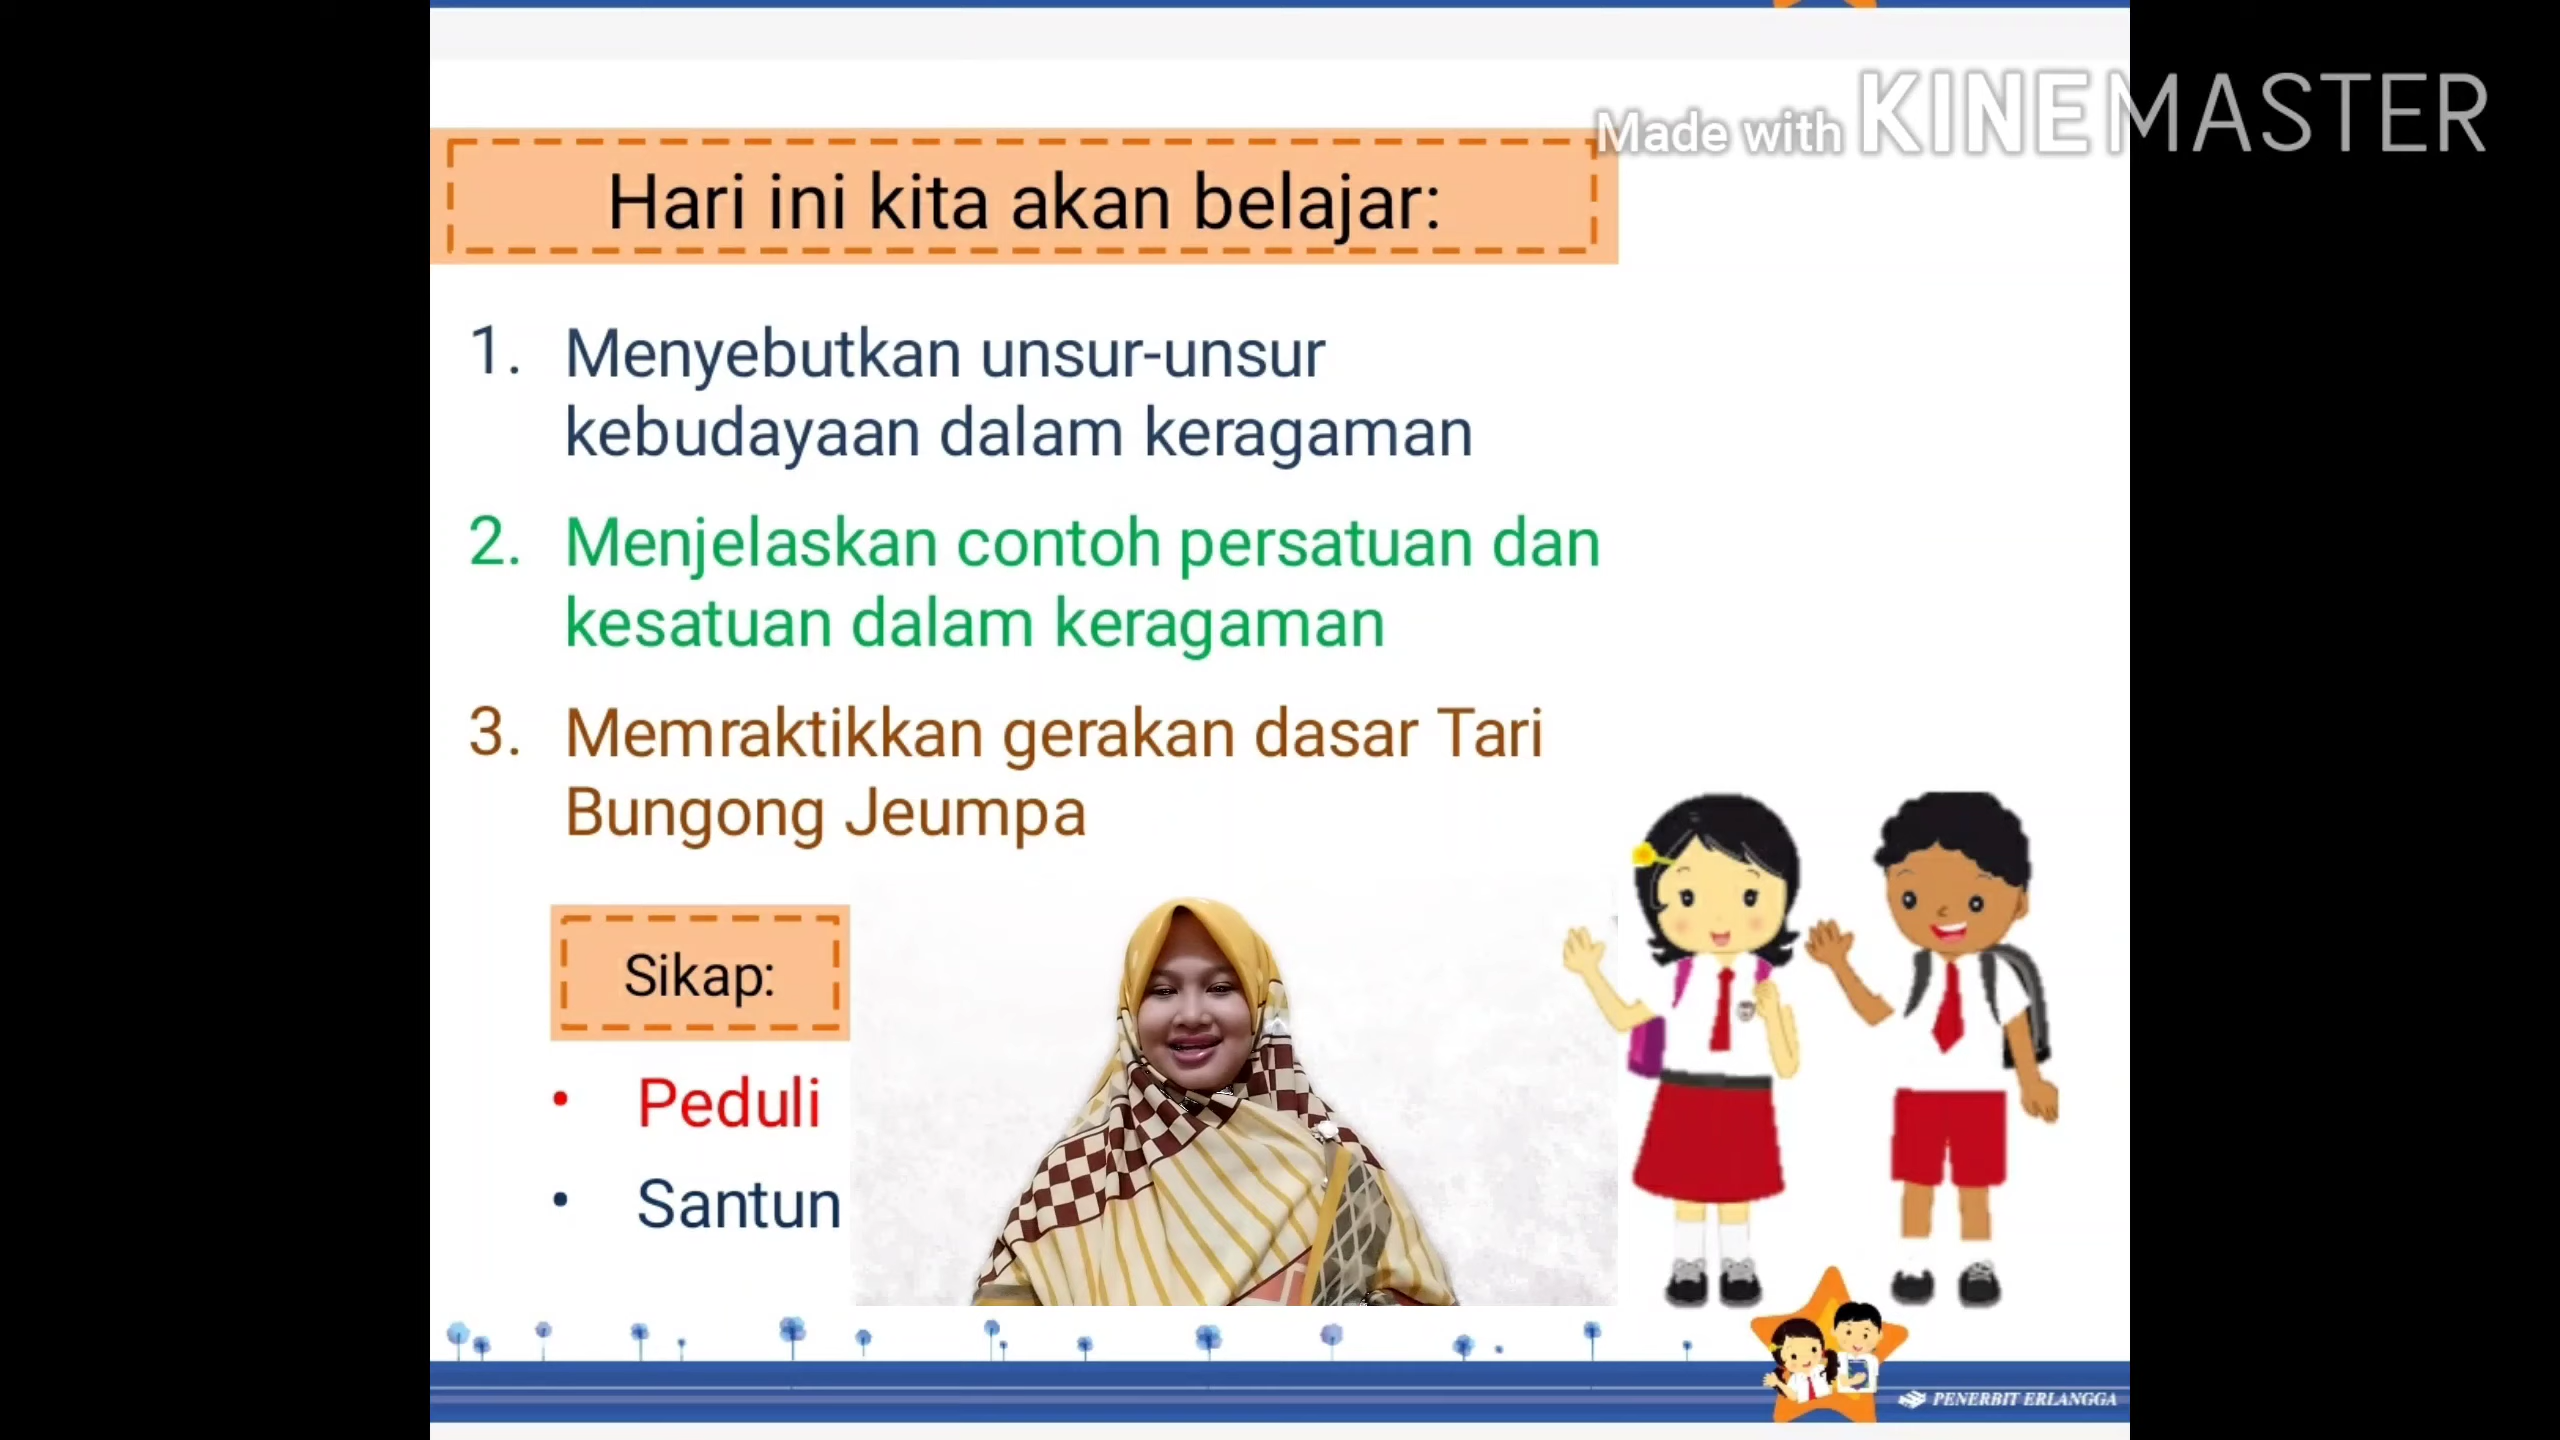 Made with KINEMASTER
Hari ini kita akan belajar:
1. Menyebutkan unsur-unsur
kebudayaan dalam keragaman
2. Menjelaskan contoh persatuan dan
kesatuan dalam keragaman
3. Memraktikkan gerakan dasar Tari
Bungong Jeumpa
Sikap:
• Peduli
• Santun
PENERBIT ERLANGGA